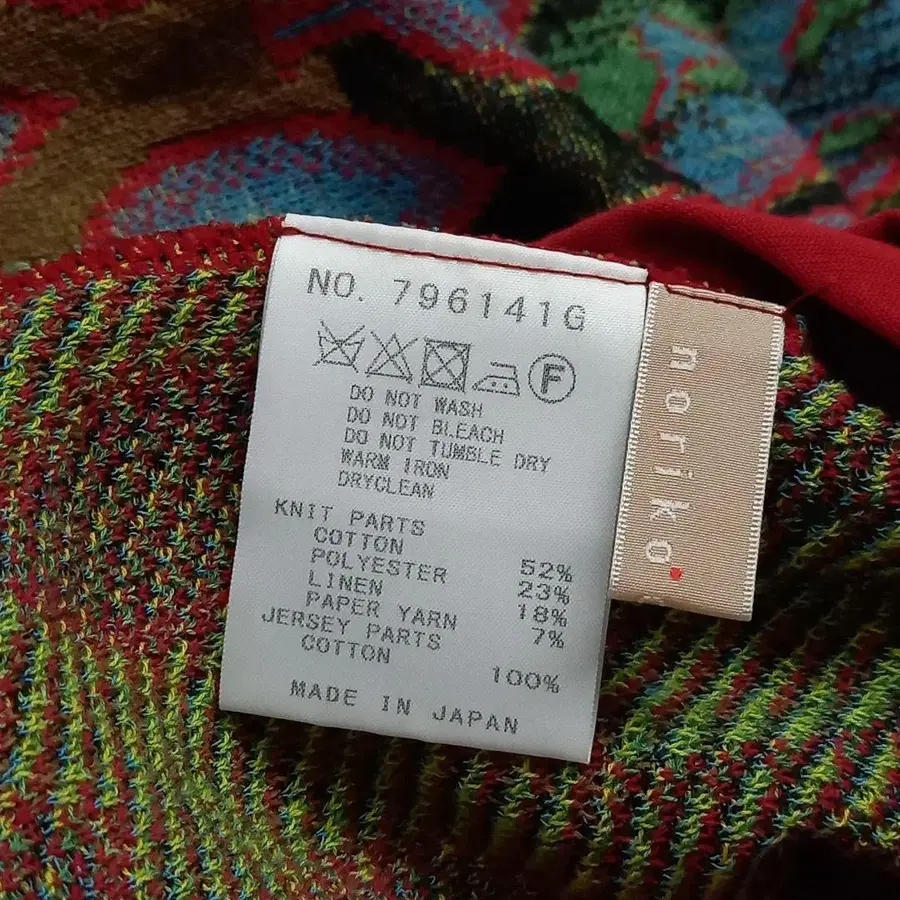 NO. 796141G
F
DO NOT WASH
DO NOT BLEACH
DO NOT TUMBLE DRY
WARM IRON
DRYCLEAN
KNIT PARTS
COTTON 52%
POLYESTER 23%
LINEN 18%
PAPER YARN 7%
JERSEY PARTS
COTTON 100%
MADE IN JAPAN
noriko